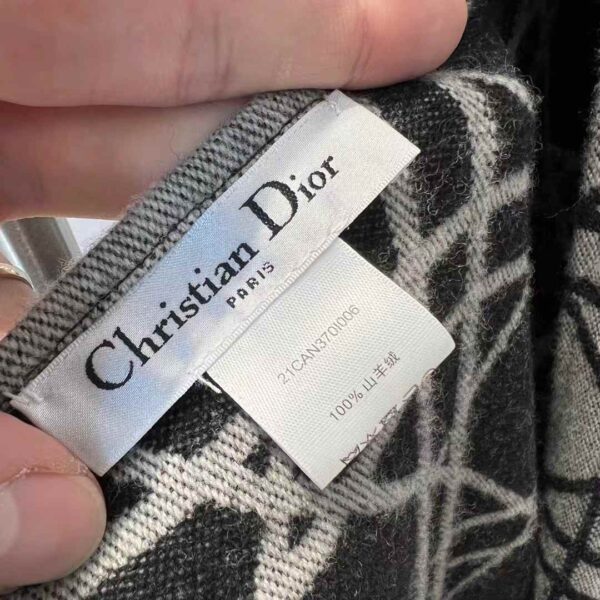 Christian Dior
PARIS
21CAN370I006
100% 山羊绒